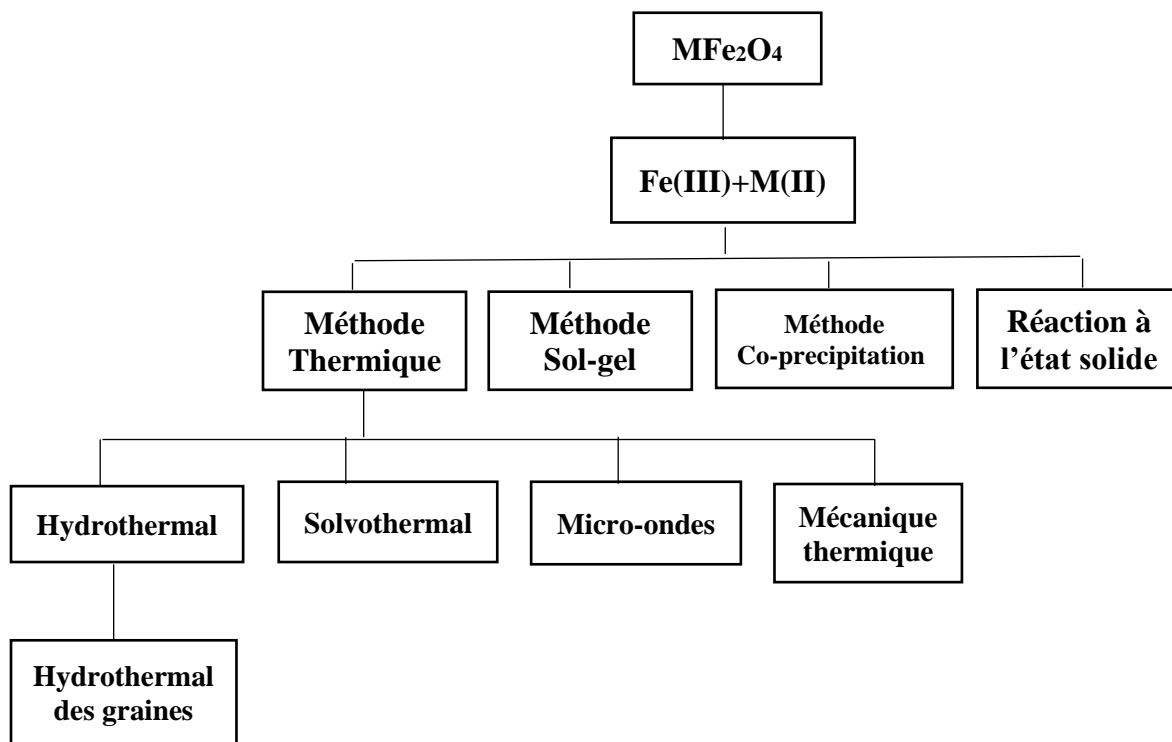 MFe₂O₄
Fe(III)+M(II)
Méthode
Thermique
Méthode
Sol-gel
Méthode
Co-precipitation
Réaction à
l’état solide
Hydrothermal
Solvothermal
Micro-ondes
Mécanique
thermique
Hydrothermal
des graines